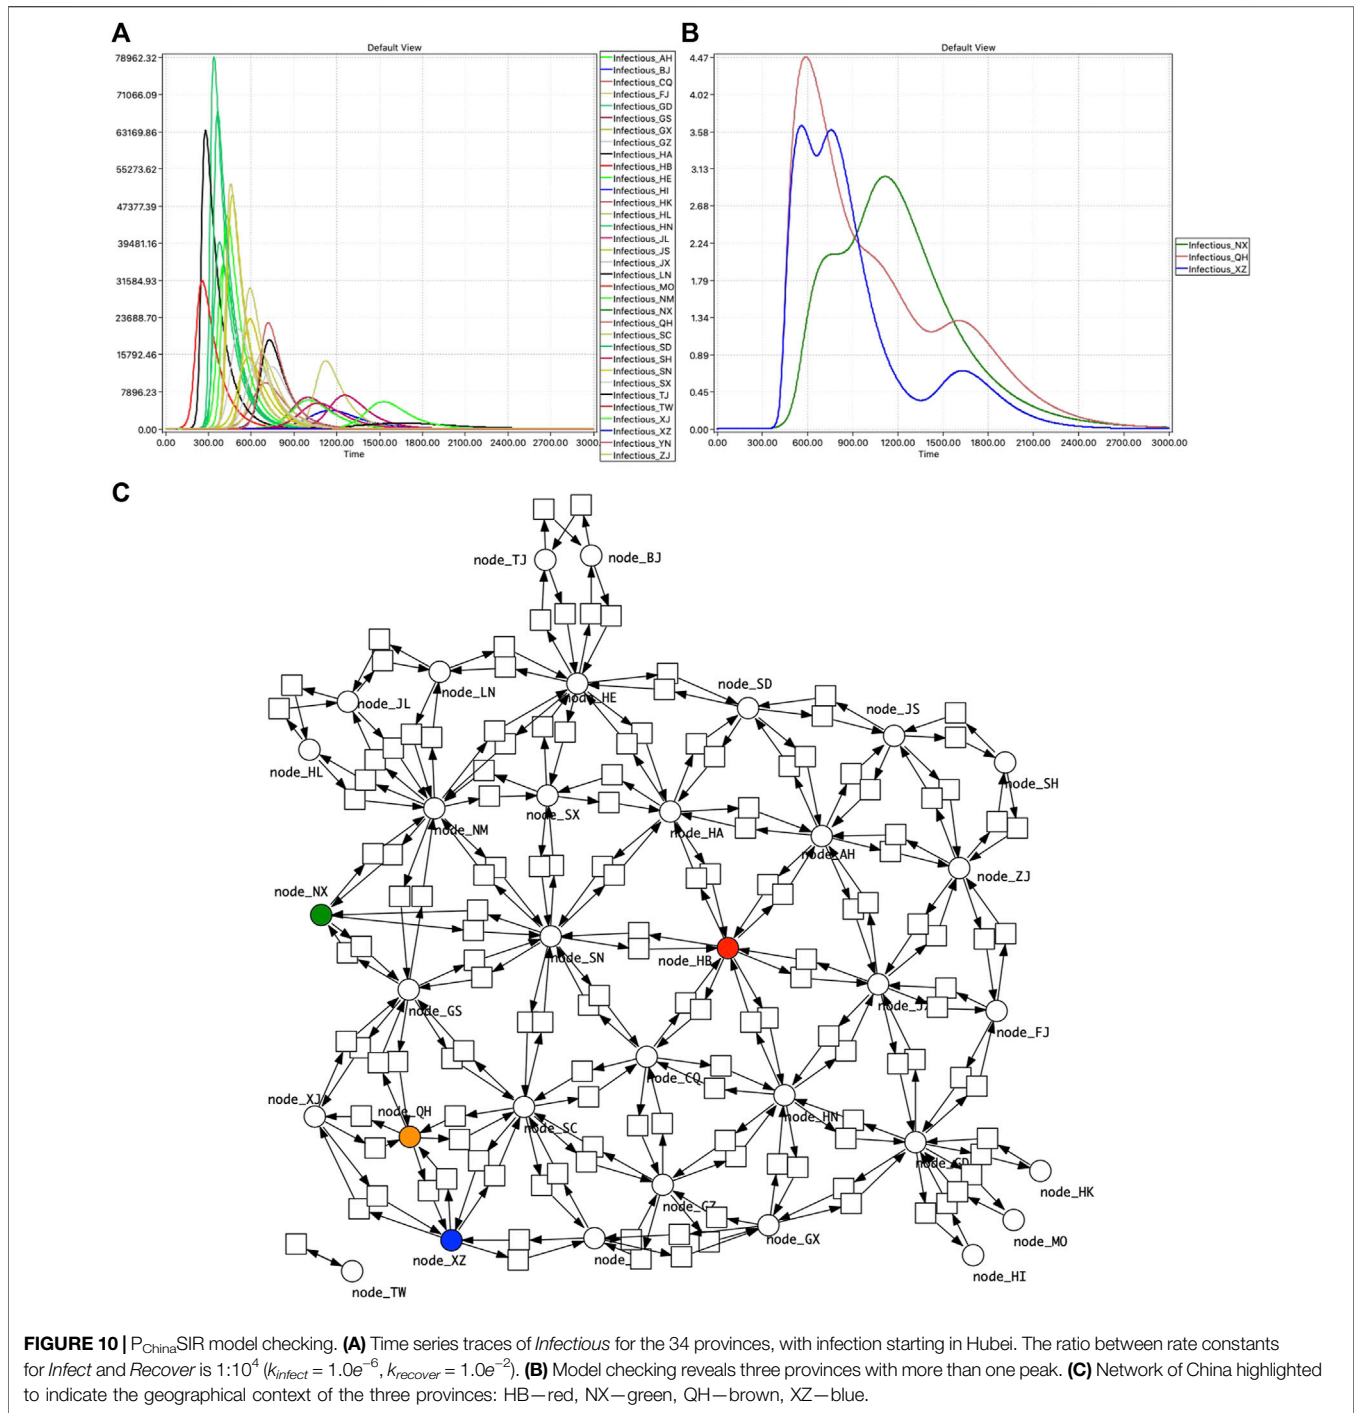 A
Default View
78962.32
71066.09
63169.86
55273.62
47377.39
39481.16
31584.93
23688.70
15792.46
7896.23
0.00
0.00 300.00 600.00 900.00 1200.00 1500.00 1800.00 2100.00 2400.00 2700.00 3000.
Time
Infectious_AH
Infectious_BJ
Infectious_CQ
Infectious_FJ
Infectious_GD
Infectious_GS
Infectious_GX
Infectious_GZ
Infectious_HA
Infectious_HB
Infectious_HE
Infectious_HI
Infectious_HK
Infectious_HL
Infectious_HN
Infectious_JL
Infectious_JS
Infectious_JX
Infectious_LN
Infectious_MO
Infectious_NM
Infectious_NX
Infectious_QH
Infectious_SC
Infectious_SD
Infectious_SH
Infectious_SN
Infectious_SX
Infectious_TJ
Infectious_TW
Infectious_XJ
Infectious_XZ
Infectious_YN
Infectious_ZJ
B
Default View
4.47
4.02
3.58
3.13
2.68
2.24
1.79
1.34
0.89
0.45
0.00
0.00 300.00 600.00 900.00 1200.00 1500.00 1800.00 2100.00 2400.00 2700.00 3000.00
Time
Infectious_NX
Infectious_QH
Infectious_XZ
C
node_TJ
node_BJ
node_LN
node_HE
node_SD
node_JL
node_JS
node_HL
node_SH
node_SX
node_NM
node_HA
node_AH
node_ZJ
node_NX
node_SN
node_HB
node_GS
node_J
node_FJ
node_CQ
node_XJ
node_QH
node_HN
node_SC
node_GD
node_HK
node_GZ
node_GX
node_MO
node_XZ
node_
node_HI
node_TW
FIGURE 10 | PChinaSIR model checking. (A) Time series traces of Infectious for the 34 provinces, with infection starting in Hubei. The ratio between rate constants
for Infect and Recover is 1:10⁴ (kinfect = 1.0e⁻⁶, krecover = 1.0e⁻²). (B) Model checking reveals three provinces with more than one peak. (C) Network of China highlighted
to indicate the geographical context of the three provinces: HB—red, NX—green, QH—brown, XZ—blue.